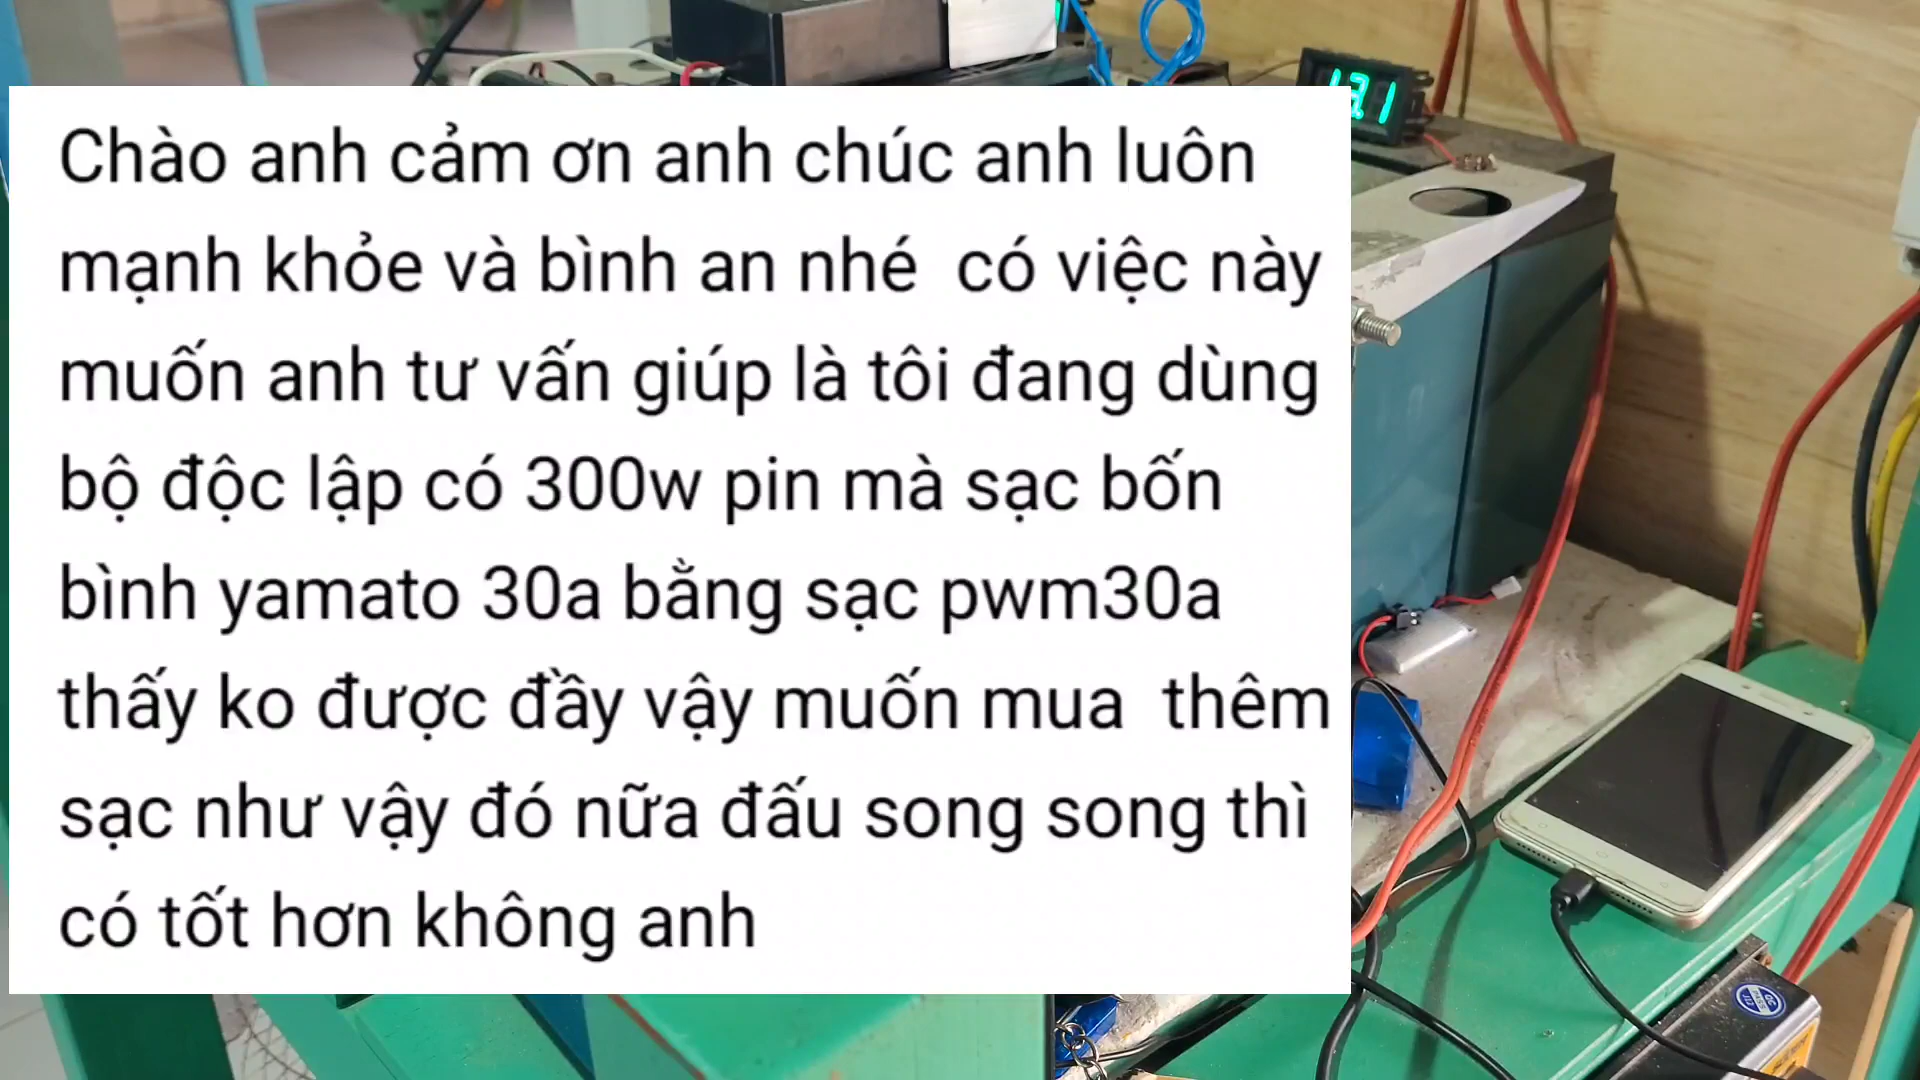 13.1
Chào anh cảm ơn anh chúc anh luôn
mạnh khỏe và bình an nhé  có việc này
muốn anh tư vấn giúp là tôi đang dùng
bộ độc lập có 300w pin mà sạc bốn
bình yamato 30a bằng sạc pwm30a
thấy ko được đầy vậy muốn mua  thêm
sạc như vậy đó nữa đấu song song thì
có tốt hơn không anh